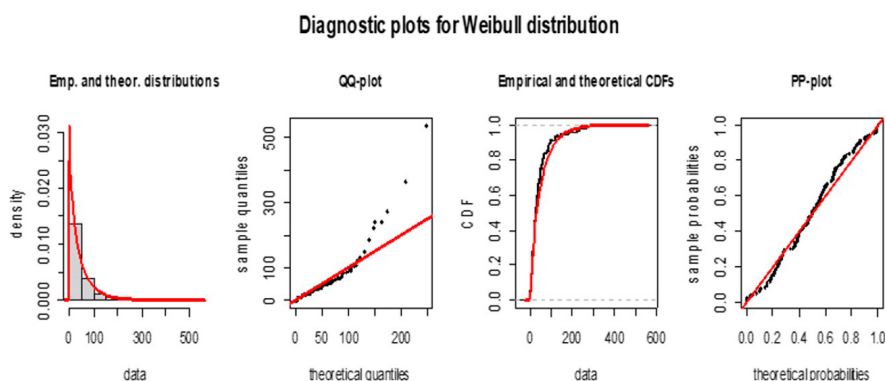 Diagnostic plots for Weibull distribution
Emp. and theor. distributions
density
0.000
0.010
0.020
0.030
0
100
300
500
data
QQ-plot
sample quantiles
0
100
300
500
0
50
100
200
theoretical quantiles
Empirical and theoretical CDFs
CDF
0.0
0.2
0.4
0.6
0.8
1.0
0
200
400
600
data
PP-plot
sample probabilities
0.0
0.2
0.4
0.6
0.8
1.0
0.0
0.2
0.4
0.6
0.8
1.0
theoretical probabilities